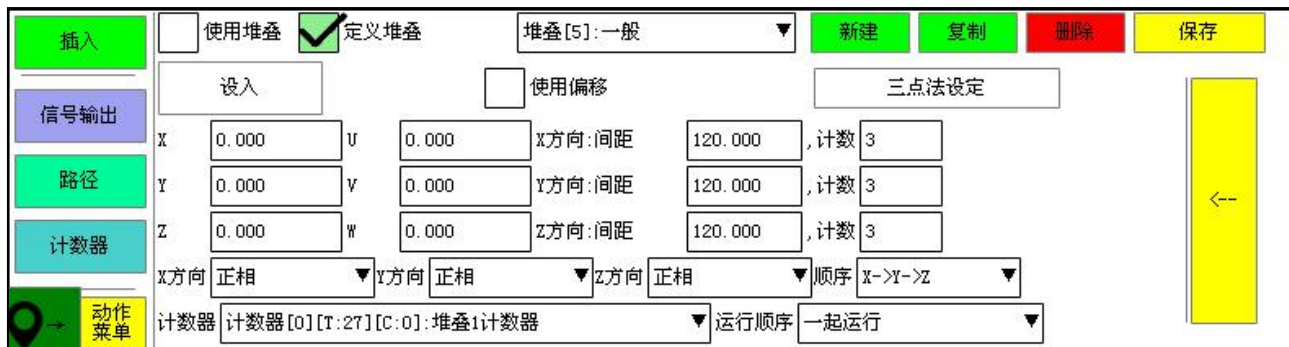 插入 使用堆叠 定义堆叠 堆叠[5]:一般 ▼ 新建 复制 删除 保存
设入 使用偏移 三点法设定
信号输出
X 0.000 U 0.000 X方向:间距 120.000 ,计数 3
路径 Y 0.000 V 0.000 Y方向:间距 120.000 ,计数 3 <--
计数器 Z 0.000 W 0.000 Z方向:间距 120.000 ,计数 3
X方向 正相 ▼ Y方向 正相 ▼ Z方向 正相 ▼ 顺序 X->Y->Z ▼
→ 动作菜单 计数器 计数器[0][T:27][C:0]:堆叠1计数器 ▼ 运行顺序 一起运行 ▼